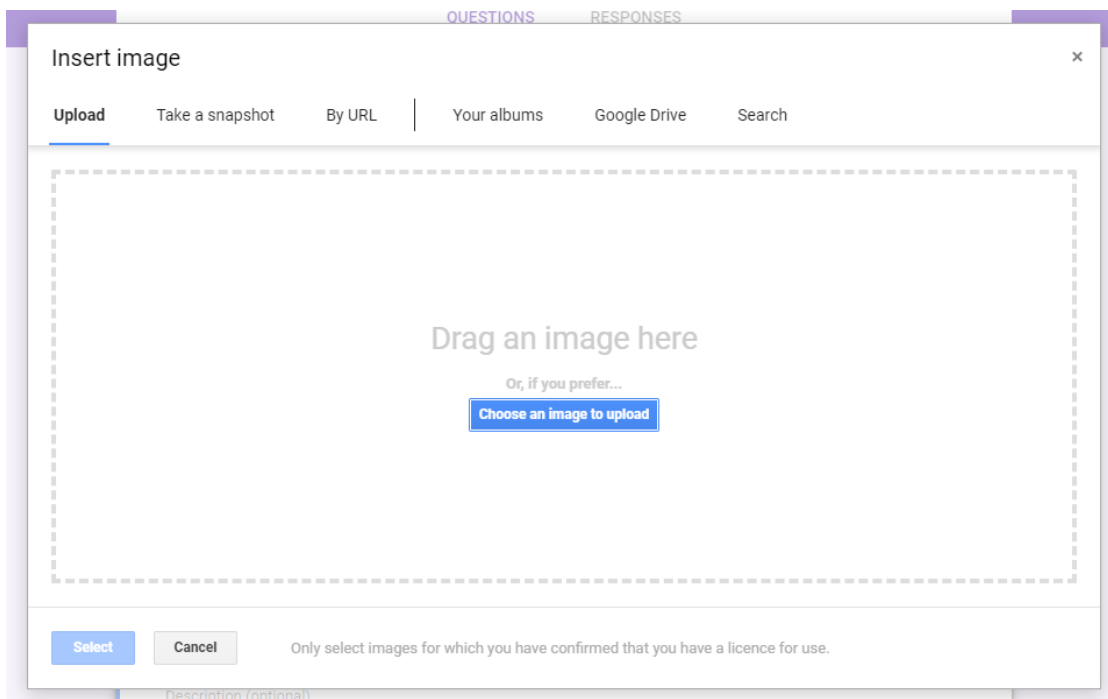 QUESTIONS RESPONSES
Insert image ×
Upload Take a snapshot By URL Your albums Google Drive Search
Drag an image here
Or, if you prefer...
Choose an image to upload
Select Cancel Only select images for which you have confirmed that you have a licence for use.
Description (optional)